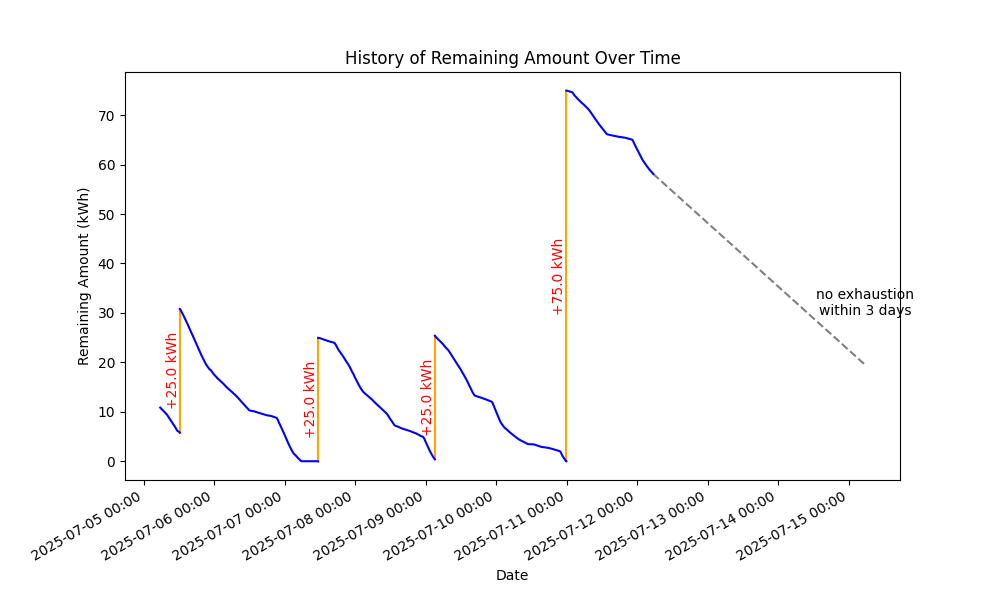 History of Remaining Amount Over Time
Remaining Amount (kWh)
70
60
50
40
30
20
10
0
+25.0 kWh
+25.0 kWh
+25.0 kWh
+75.0 kWh
no exhaustion
within 3 days
2025-07-05 00:00
2025-07-06 00:00
2025-07-07 00:00
2025-07-08 00:00
2025-07-09 00:00
2025-07-10 00:00
2025-07-11 00:00
2025-07-12 00:00
2025-07-13 00:00
2025-07-14 00:00
2025-07-15 00:00
Date